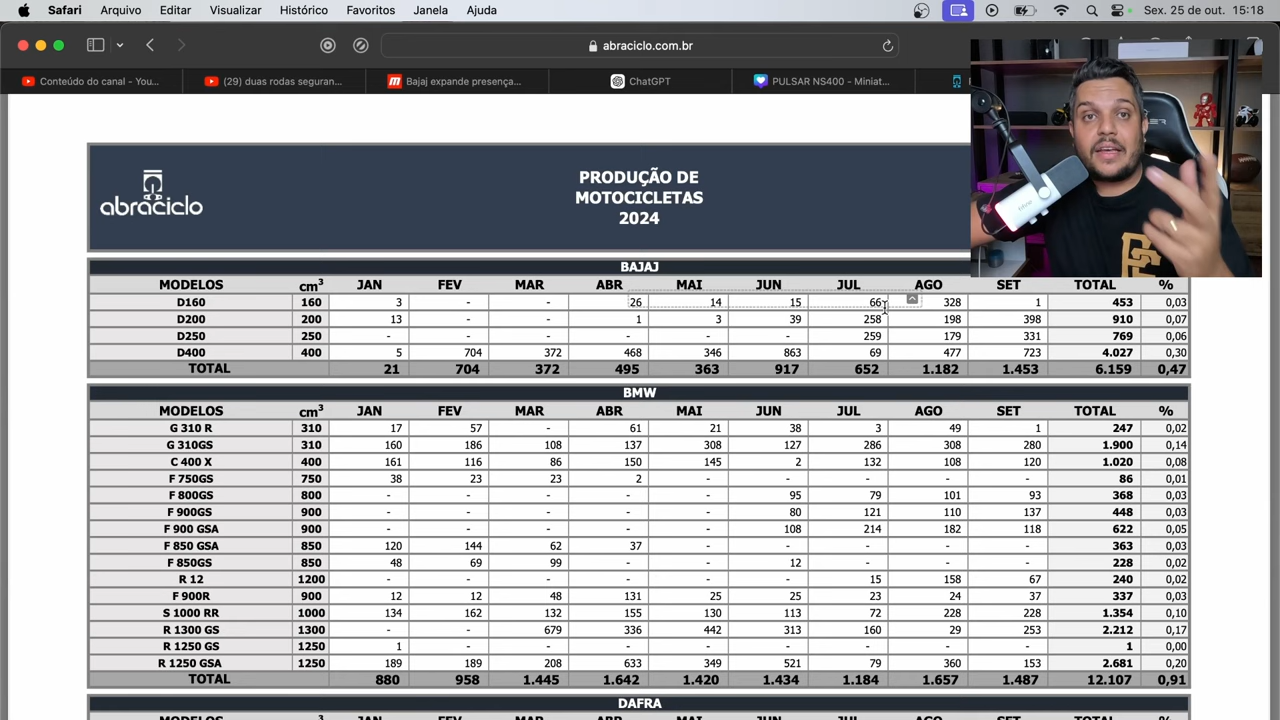 Safari Arquivo Editar Visualizar Histórico Favoritos Janela Ajuda Sex. 25 de out. 15:18
abraciclo.com.br
Conteúdo do canal - You... (29) duas rodas seguran... Bajaj expande presença... ChatGPT PULSAR NS400 - Miniat...
abraciclo
PRODUÇÃO DE
MOTOCICLETAS
2024
BAJAJ
MODELOS cm³ JAN FEV MAR ABR MAI JUN JUL AGO SET TOTAL %
D160 160 3 - - 26 14 15 66 328 1 453 0,03
D200 200 13 - - 1 3 39 258 198 398 910 0,07
D250 250 - - - - - - 259 179 331 769 0,06
D400 400 5 704 372 468 346 863 69 477 723 4.027 0,30
TOTAL 21 704 372 495 363 917 652 1.182 1.453 6.159 0,47
BMW
MODELOS cm³ JAN FEV MAR ABR MAI JUN JUL AGO SET TOTAL %
G 310 R 310 17 57 - 61 21 38 3 49 1 247 0,02
G 310GS 310 160 186 108 137 308 127 286 308 280 1.900 0,14
C 400 X 400 161 116 86 150 145 2 132 108 120 1.020 0,08
F 750GS 750 38 23 23 2 - - - - - 86 0,01
F 800GS 800 - - - - - 95 79 101 93 368 0,03
F 900GS 900 - - - - - 80 121 110 137 448 0,03
F 900 GSA 900 - - - - - 108 214 182 118 622 0,05
F 850 GSA 850 120 144 62 37 - - - - - 363 0,03
F 850GS 850 48 69 99 - - 12 - - - 228 0,02
R 12 1200 - - - - - - 15 158 67 240 0,02
F 900R 900 12 12 48 131 25 25 23 24 37 337 0,03
S 1000 RR 1000 134 162 132 155 130 113 72 228 228 1.354 0,10
R 1300 GS 1300 - - 679 336 442 313 160 29 253 2.212 0,17
R 1250 GS 1250 1 - - - - - - - - 1 0,00
R 1250 GSA 1250 189 189 208 633 349 521 79 360 153 2.681 0,20
TOTAL 880 958 1.445 1.642 1.420 1.434 1.184 1.657 1.487 12.107 0,91
DAFRA
MODELOS JAN FEV MAR ABR MAI JUN JUL AGO SET TOTAL %